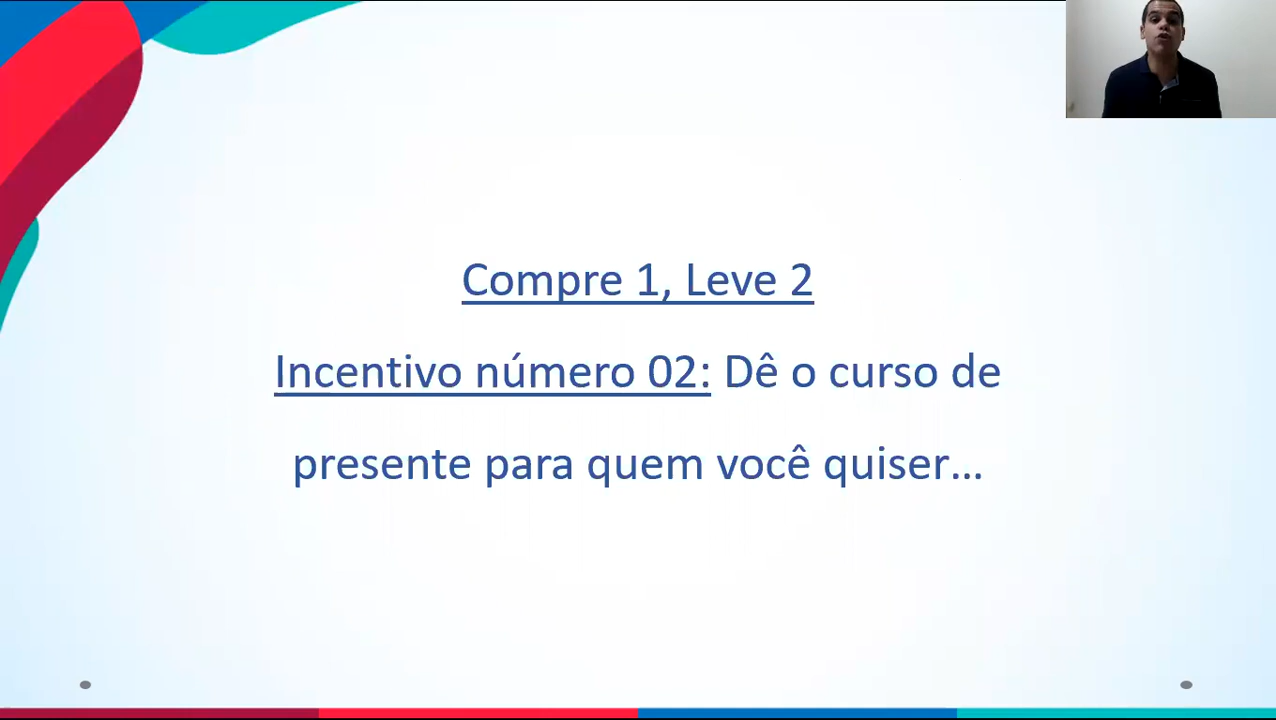 Compre 1, Leve 2
Incentivo número 02: Dê o curso de
presente para quem você quiser...